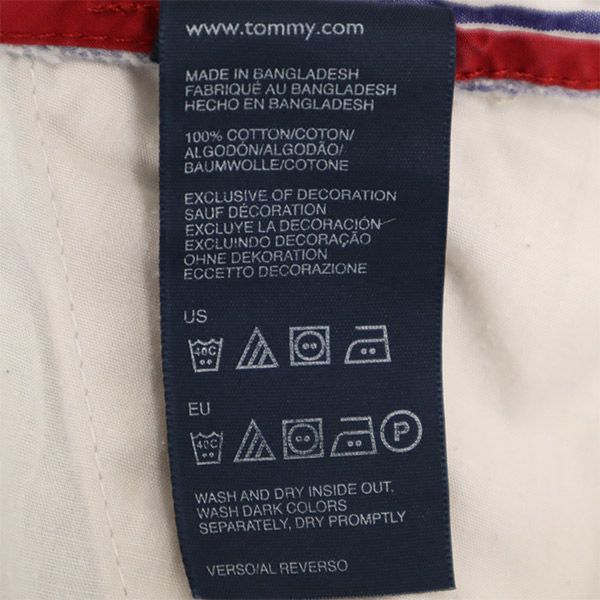 www.tommy.com
MADE IN BANGLADESH
FABRIQUÉ AU BANGLADESH
HECHO EN BANGLADESH
100% COTTON/COTON/
ALGODÓN/ALGODÃO/
BAUMWOLLE/COTONE
EXCLUSIVE OF DECORATION
SAUF DÉCORATION
EXCLUYE LA DECORACIÓN
EXCLUINDO DECORAÇÃO
OHNE DEKORATION
ECCETTO DECORAZIONE
US
40C
EU
40C P
WASH AND DRY INSIDE OUT,
WASH DARK COLORS
SEPARATELY, DRY PROMPTLY
VERSO/AL REVERSO